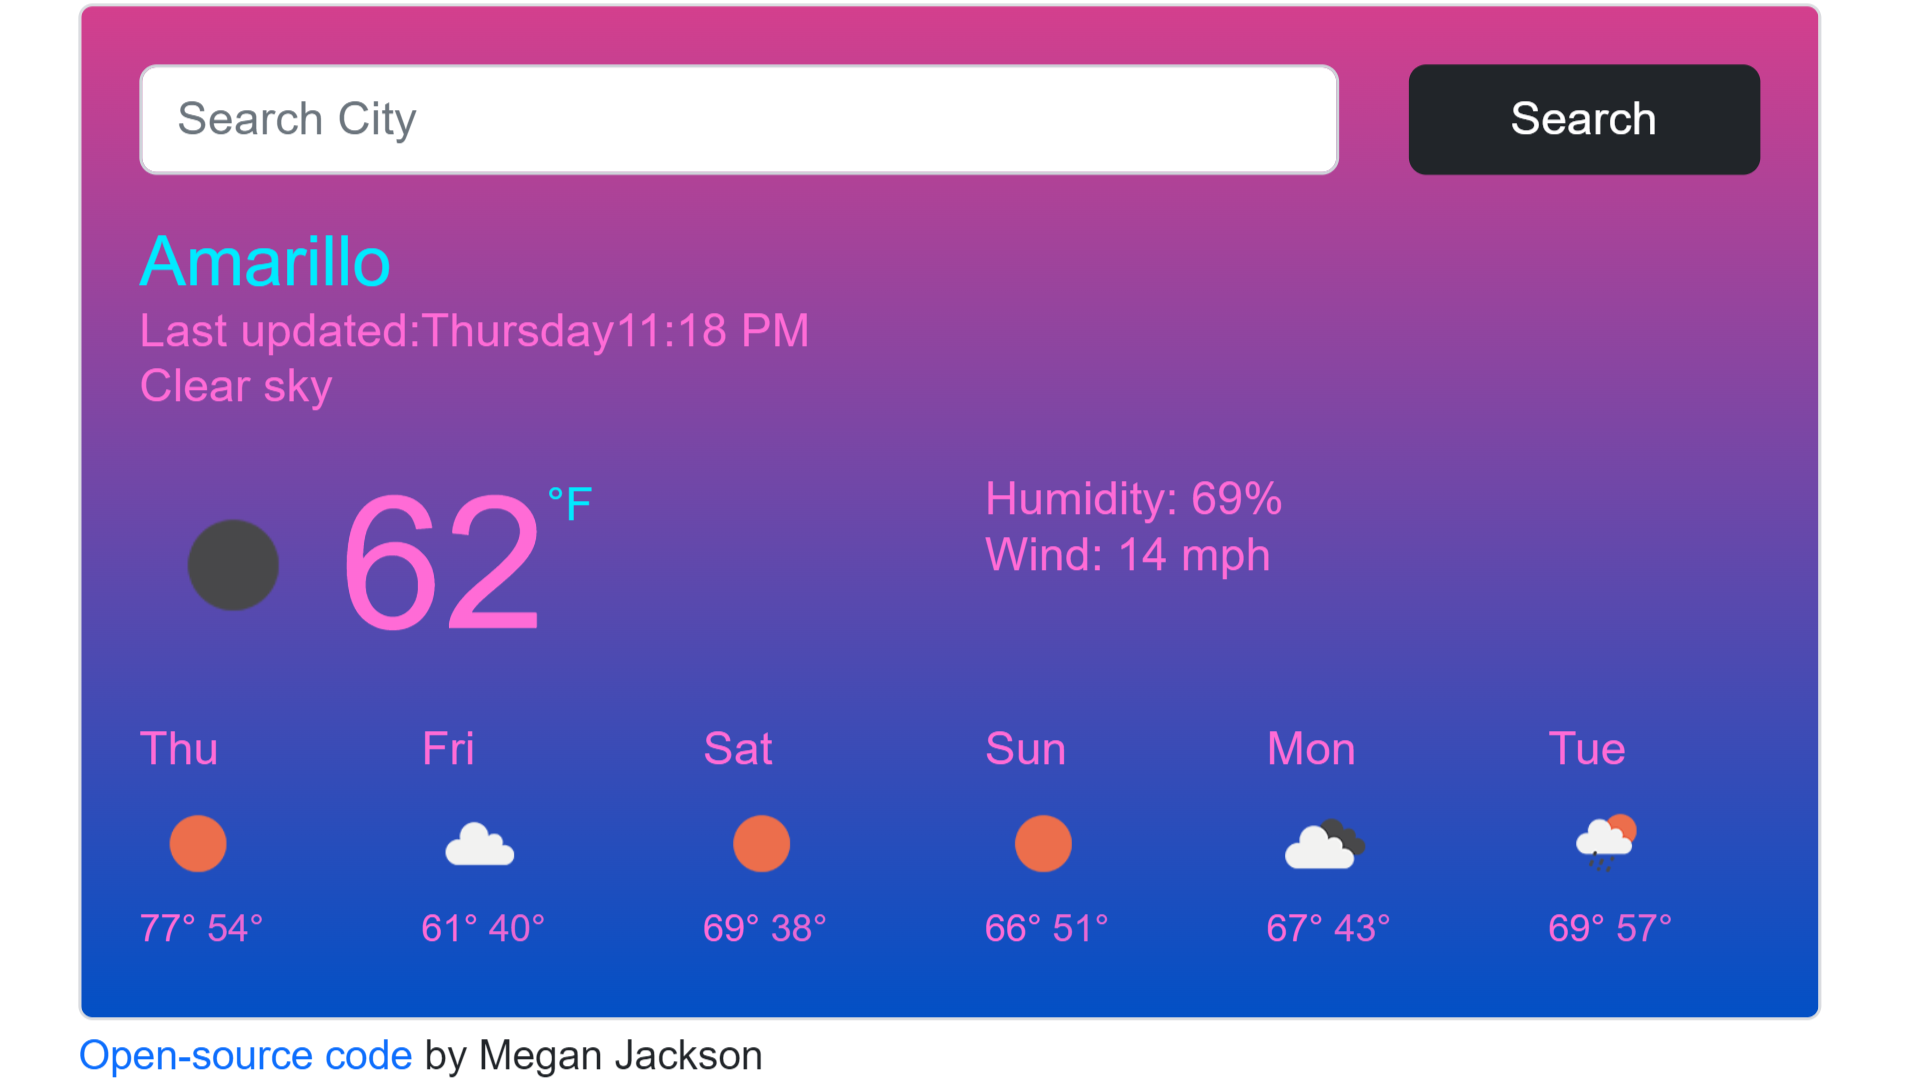 Search City
Search
Amarillo
Last updated:Thursday11:18 PM
Clear sky
62°F
Humidity: 69%
Wind: 14 mph
Thu Fri Sat Sun Mon Tue
77° 54° 61° 40° 69° 38° 66° 51° 67° 43° 69° 57°
Open-source code by Megan Jackson